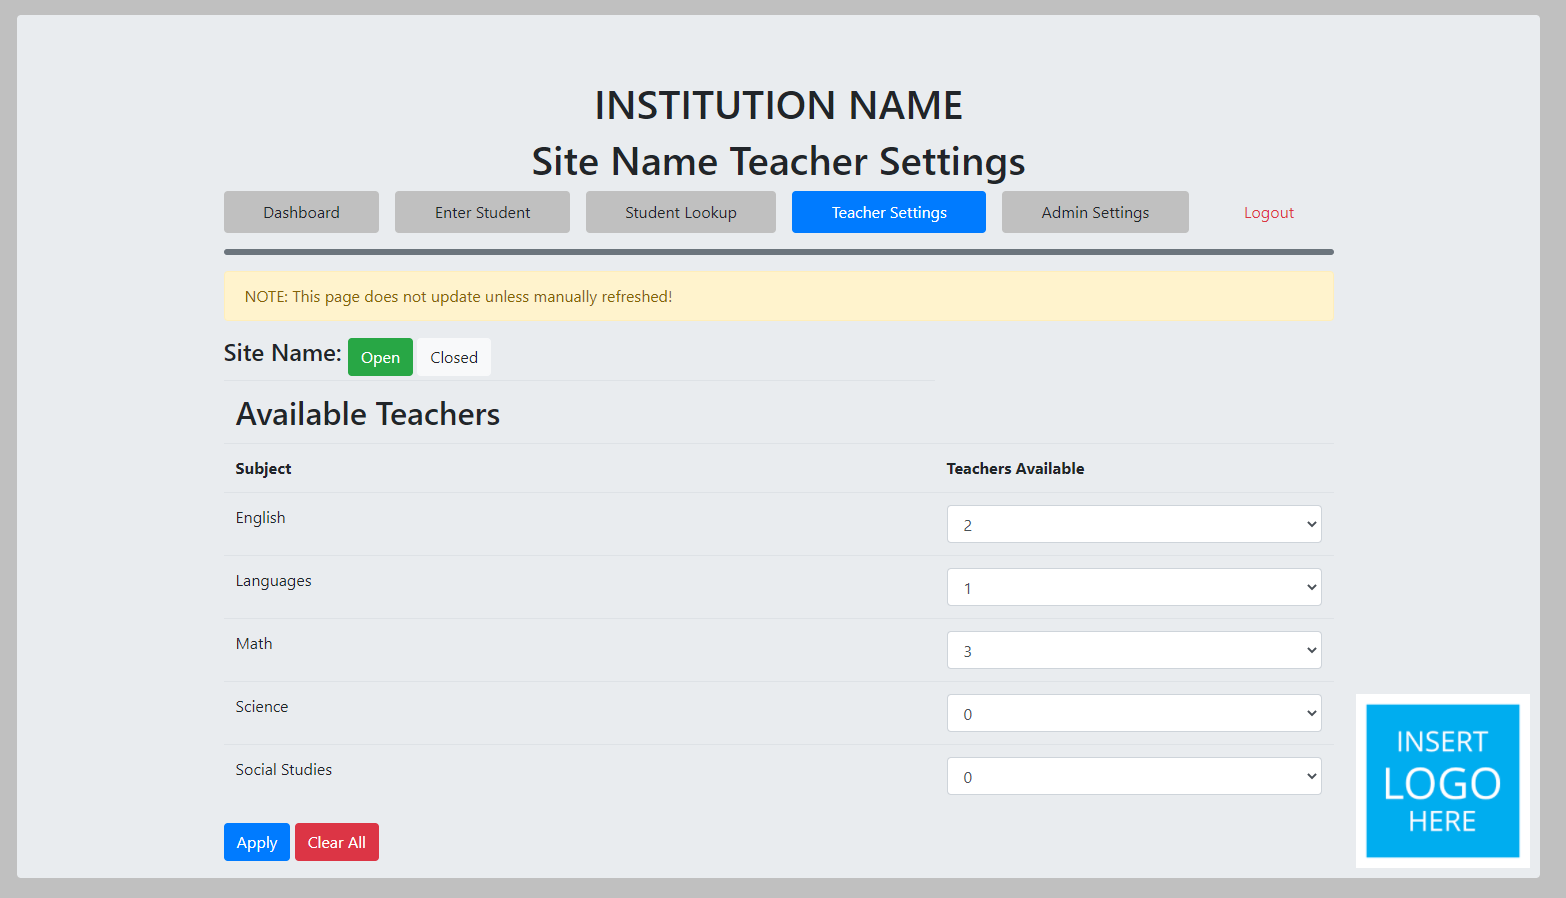 INSTITUTION NAME
Site Name Teacher Settings
Dashboard Enter Student Student Lookup Teacher Settings Admin Settings Logout
NOTE: This page does not update unless manually refreshed!
Site Name: Open Closed
Available Teachers
Subject Teachers Available
English 2
Languages 1
Math 3
Science 0
Social Studies 0
Apply Clear All
INSERT
LOGO
HERE